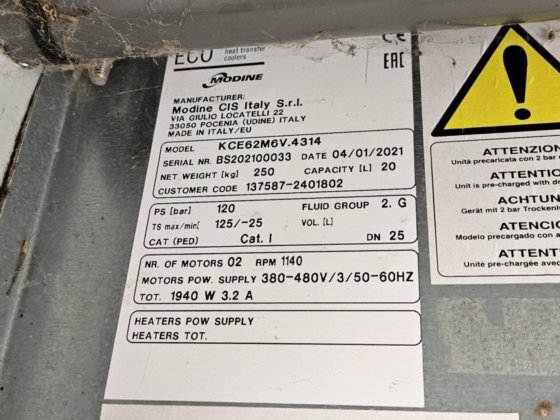 ECO heat transfer
coolers
CE
EAC
MODINE
MANUFACTURER:
Modine CIS Italy S.r.l.
VIA GIULIO LOCATELLI 22
33050 POCENIA (UDINE) ITALY
MADE IN ITALY/EU
MODEL KCE62M6V.4314
SERIAL NR. BS202100033 DATE 04/01/2021
NET. WEIGHT [kg] 250 CAPACITY [L] 20
CUSTOMER CODE 137587-2401802
PS [bar] 120 FLUID GROUP 2. G
TS max/min[ 125/-25 VOL. [L]
CAT (PED) Cat. I DN 25
NR. OF MOTORS 02 RPM 1140
MOTORS POW. SUPPLY 380-480V/3/50-60HZ
TOT. 1940 W 3.2 A
HEATERS POW SUPPLY
HEATERS TOT.
ATTENZION
Unità precaricata con 2 bar
ATTENTIO
Unit is pre-charged with d
ACHTUN
Gerät mit 2 bar Trockenl
ATENCIO
Modelo precargado con a
ATTENT
Unité pre-chargée avec